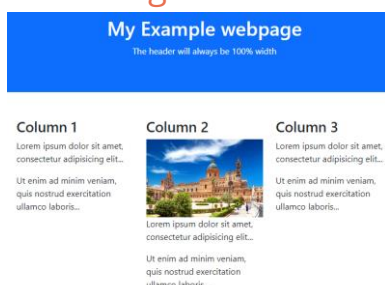 My Example webpage
The header will always be 100% width
Column 1
Lorem ipsum dolor sit amet,
consectetur adipisicing elit...
Ut enim ad minim veniam,
quis nostrud exercitation
ullamco laboris...
Column 2
Lorem ipsum dolor sit amet,
consectetur adipisicing elit...
Ut enim ad minim veniam,
quis nostrud exercitation
ullamco laboris...
Column 3
Lorem ipsum dolor sit amet,
consectetur adipisicing elit...
Ut enim ad minim veniam,
quis nostrud exercitation
ullamco laboris...